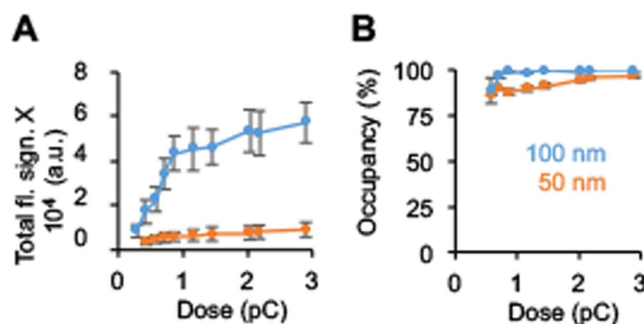 A
Total fl. sign. X
10⁴ (a.u.)
8
6
4
2
0
0
1
2
3
Dose (pC)
B
Occupancy (%)
100
75
50
25
0
100 nm
50 nm
0
1
2
3
Dose (pC)